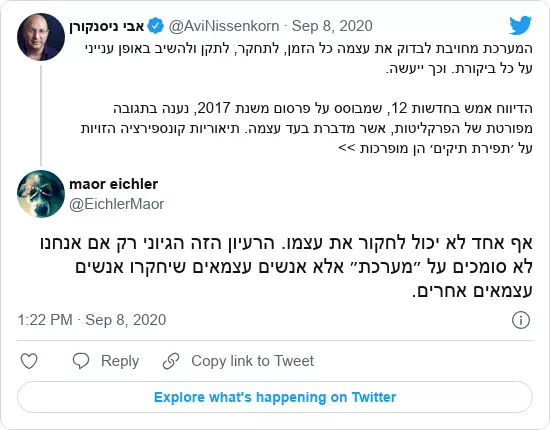 אבי ניסנקורן @AviNissenkorn · Sep 8, 2020
המערכת מחויבת לבדוק את עצמה כל הזמן, לתחקר, לתקן ולהשיב באופן ענייני
על כל ביקורת. וכך ייעשה.
הדיווח אמש בחדשות 12, שמבוסס על פרסום משנת 2017, נענה בתגובה
מפורטת של הפרקליטות, אשר מדברת בעד עצמה. תיאוריות קונספירציה הזויות
על ׳תפירת תיקים׳ הן מופרכות >>
maor eichler
@EichlerMaor
אף אחד לא יכול לחקור את עצמו. הרעיון הזה הגיוני רק אם אנחנו
לא סומכים על ״מערכת״ אלא אנשים עצמאים שיחקרו אנשים
עצמאים אחרים.
1:22 PM · Sep 8, 2020
Reply
Copy link to Tweet
Explore what's happening on Twitter